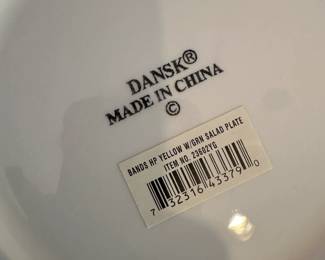 DANSK®
MADE IN CHINA
©
BANDS HP YELLOW W/GRN SALAD PLATE
ITEM NO. 23602YG
7 32316 43379 0